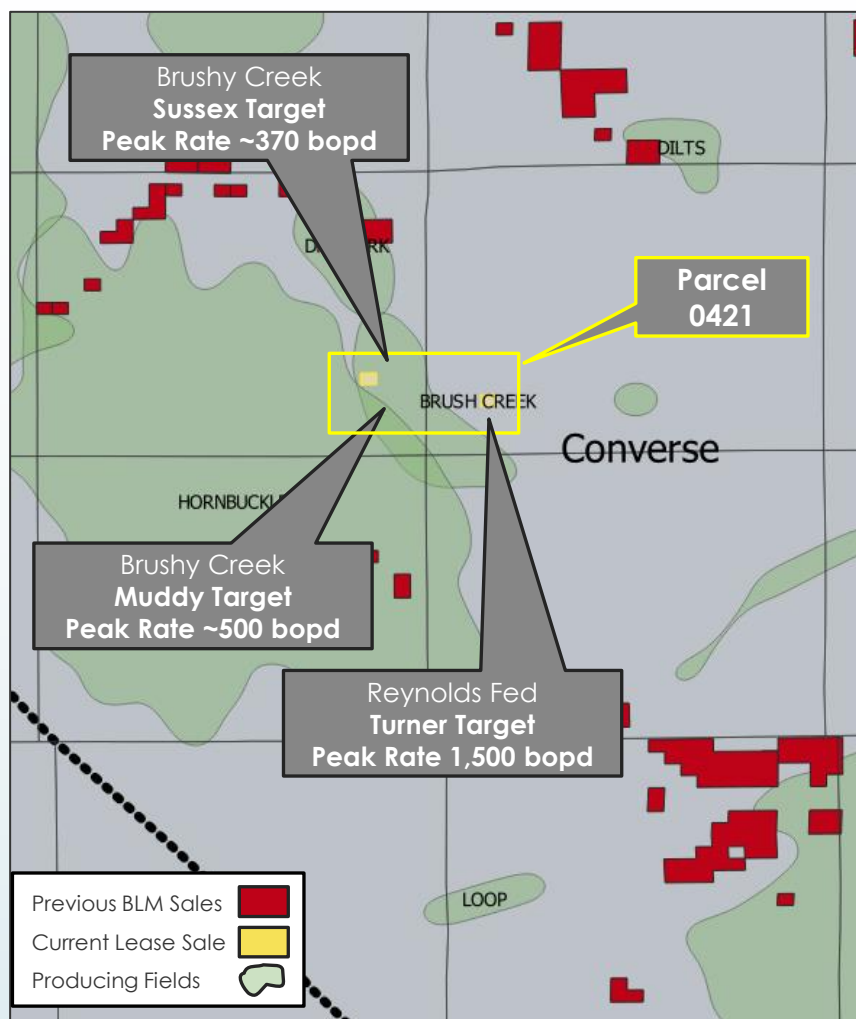 Brushy Creek
Sussex Target
Peak Rate ~370 bopd
DILTS
Parcel
0421
BRUSH CREEK
Converse
Brushy Creek
Muddy Target
Peak Rate ~500 bopd
Reynolds Fed
Turner Target
Peak Rate 1,500 bopd
LOOP
Previous BLM Sales
Current Lease Sale
Producing Fields